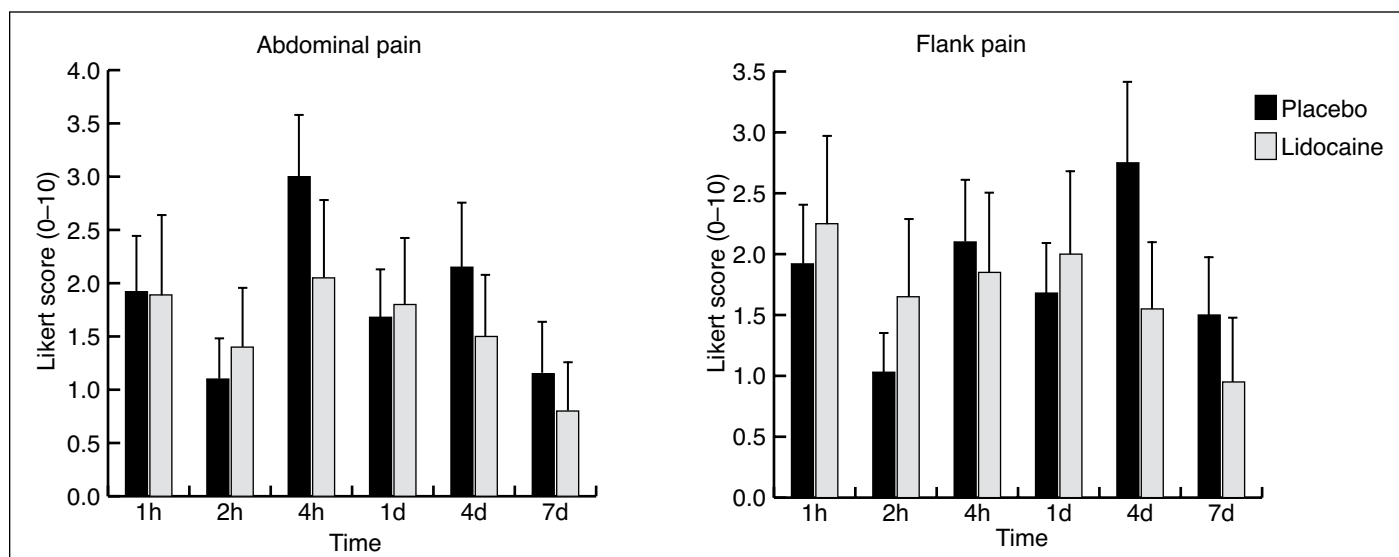 Abdominal pain
4.0
3.5
3.0
2.5
2.0
1.5
1.0
0.5
0.0
Likert score (0–10)
1h 2h 4h 1d 4d 7d
Time
Flank pain
3.5
3.0
2.5
2.0
1.5
1.0
0.5
0.0
Likert score (0–10)
1h 2h 4h 1d 4d 7d
Time
Placebo
Lidocaine